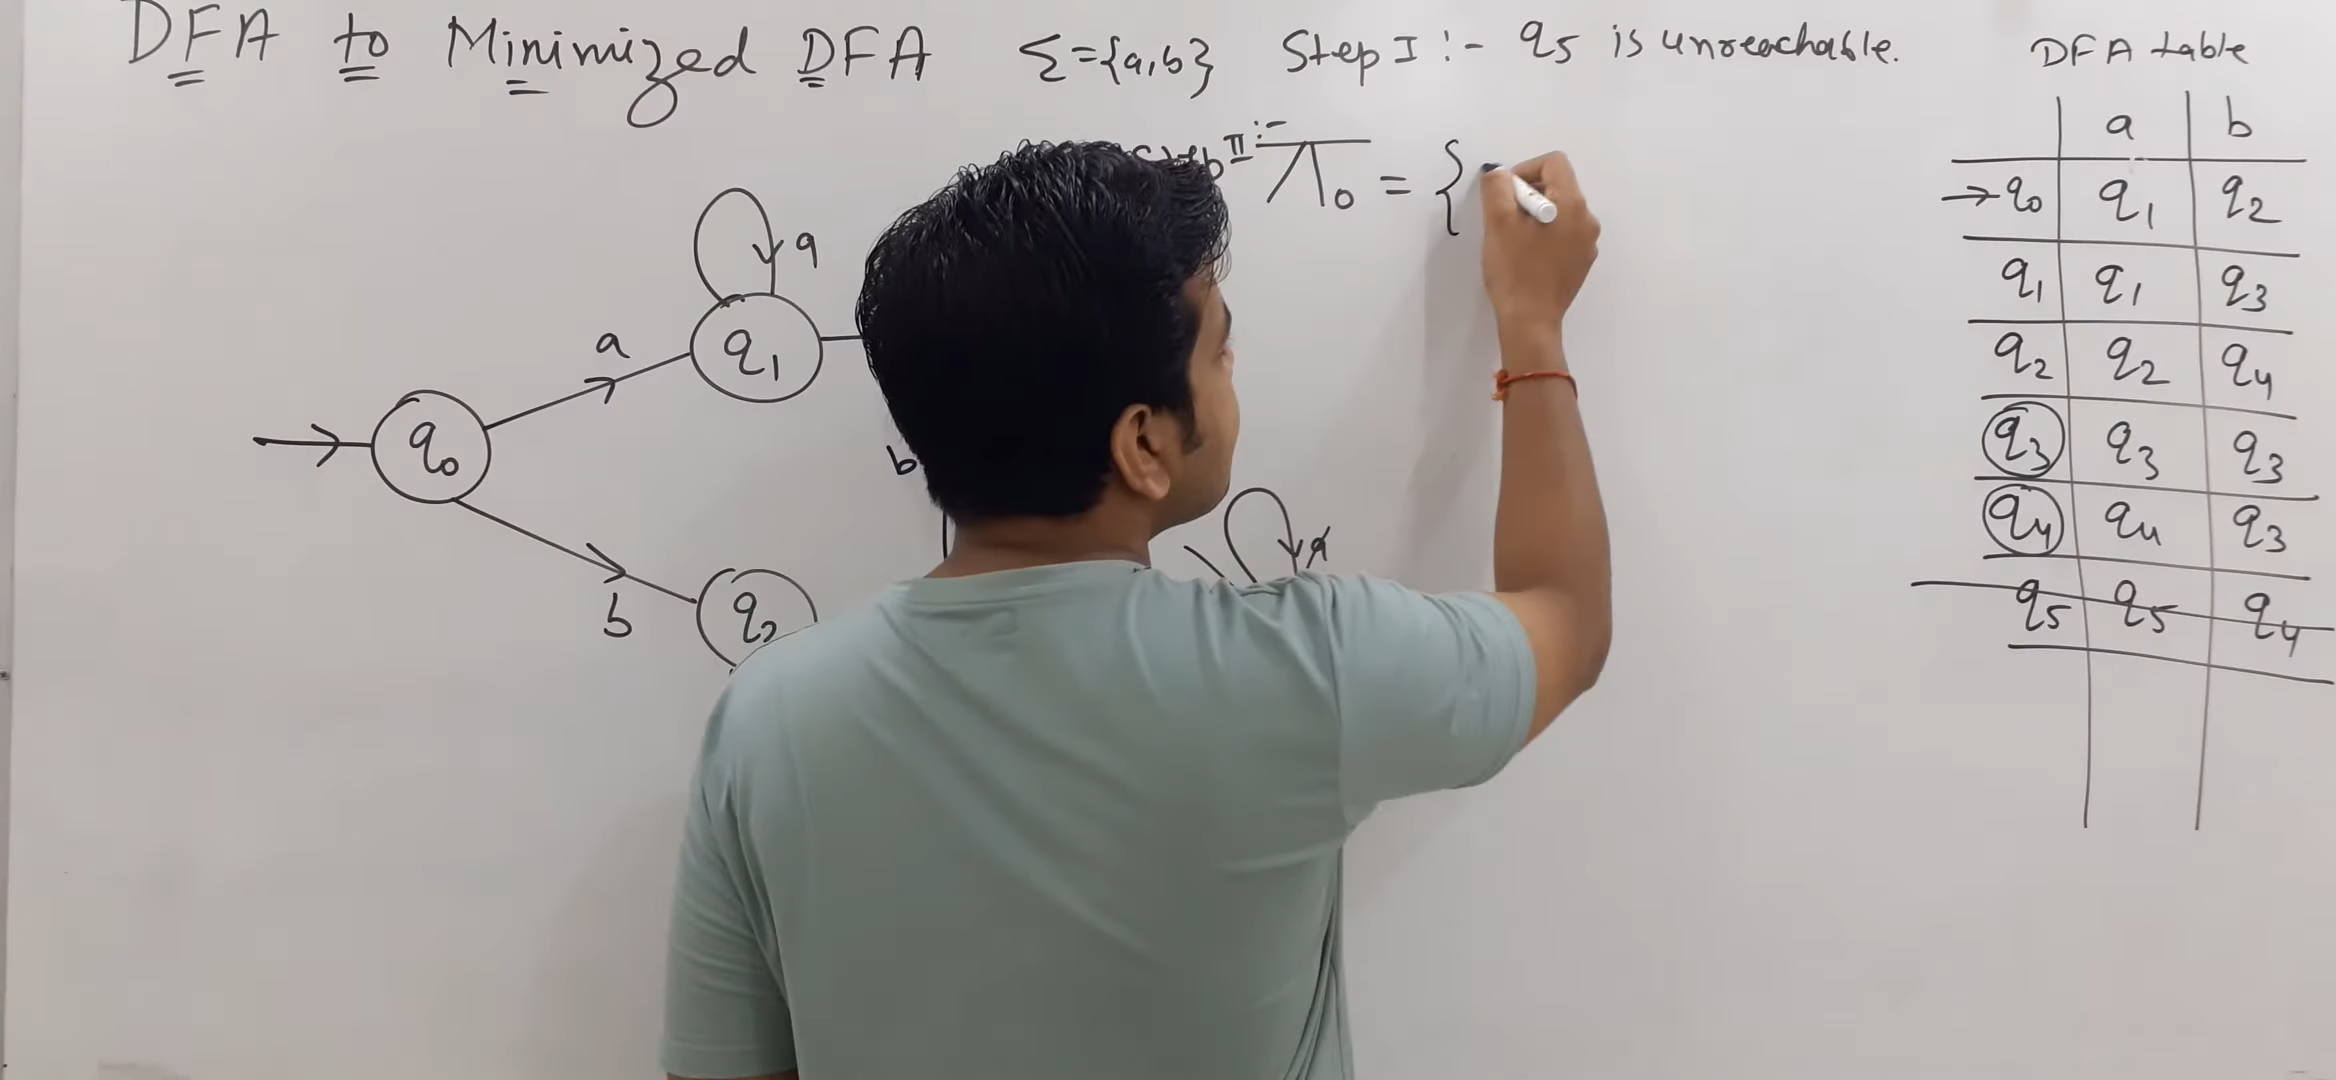 DFA to Minimized DFA Σ={a,b} Step I :- q5 is unreachable.
DFA table
II :- π0 = {
a b
→q0 q1 q2
q1 q1 q3
q2 q2 q4
q3 q3 q3
q4 q4 q3
q5 q5 q4
a
q1
a
q0
b
b
q2
a